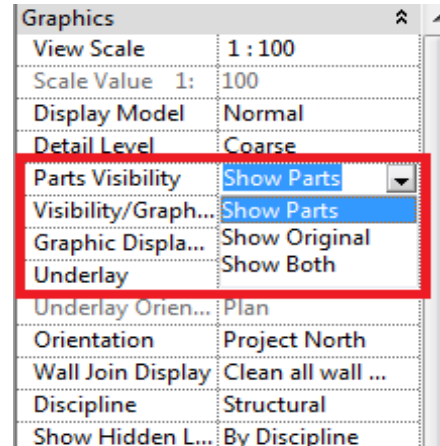 Graphics
View Scale 1 : 100
Scale Value 1: 100
Display Model Normal
Detail Level Coarse
Parts Visibility Show Parts
Visibility/Graph... Show Parts
Graphic Displa... Show Original
Underlay Show Both
Underlay Orien... Plan
Orientation Project North
Wall Join Display Clean all wall ...
Discipline Structural
Show Hidden L... By Discipline